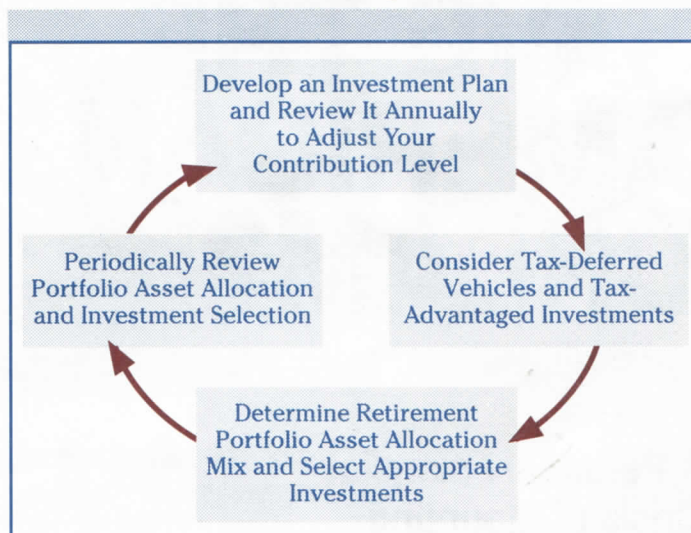 Develop an Investment Plan
and Review It Annually
to Adjust Your
Contribution Level
Consider Tax-Deferred
Vehicles and Tax-
Advantaged Investments
Determine Retirement
Portfolio Asset Allocation
Mix and Select Appropriate
Investments
Periodically Review
Portfolio Asset Allocation
and Investment Selection